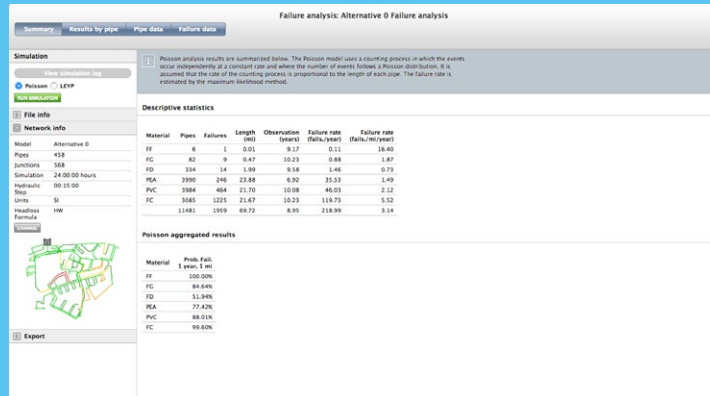 Failure analysis: Alternative 0 Failure analysis
Summary Results by pipe Pipe data Failure data
Simulation
View simulation log
Poisson LEYP
RUN SIMULATION
File info
Network info
Model Alternative 0
Pipes 458
Junctions 568
Simulation 24:00:00 hours
Hydraulic Step 00:15:00
Units SI
Headloss Formula HW
CHANGE
Export
Poisson analysis results are summarized below. The Poisson model uses a counting process in which the events
occur independently at a constant rate and where the number of events follows a Poisson distribution. It is
assumed that the rate of the counting process is proportional to the length of each pipe. The failure rate is
estimated by the maximum likelihood method.
Descriptive statistics
Material Pipes Failures Length (mi) Observation (years) Failure rate (fails./year) Failure rate (fails./mi/year)
FF 6 1 0.01 9.17 0.11 16.40
FG 82 9 0.47 10.23 0.88 1.87
FD 334 14 1.99 9.58 1.46 0.73
PEA 3990 246 23.88 6.92 35.53 1.49
PVC 3984 464 21.70 10.08 46.03 2.12
FC 3085 1225 21.67 10.23 119.73 5.52
11481 1959 69.72 8.95 218.99 3.14
Poisson aggregated results
Material Prob. Fail. 1 year, 1 mi
FF 100.00%
FG 84.64%
FD 51.94%
PEA 77.42%
PVC 88.01%
FC 99.60%